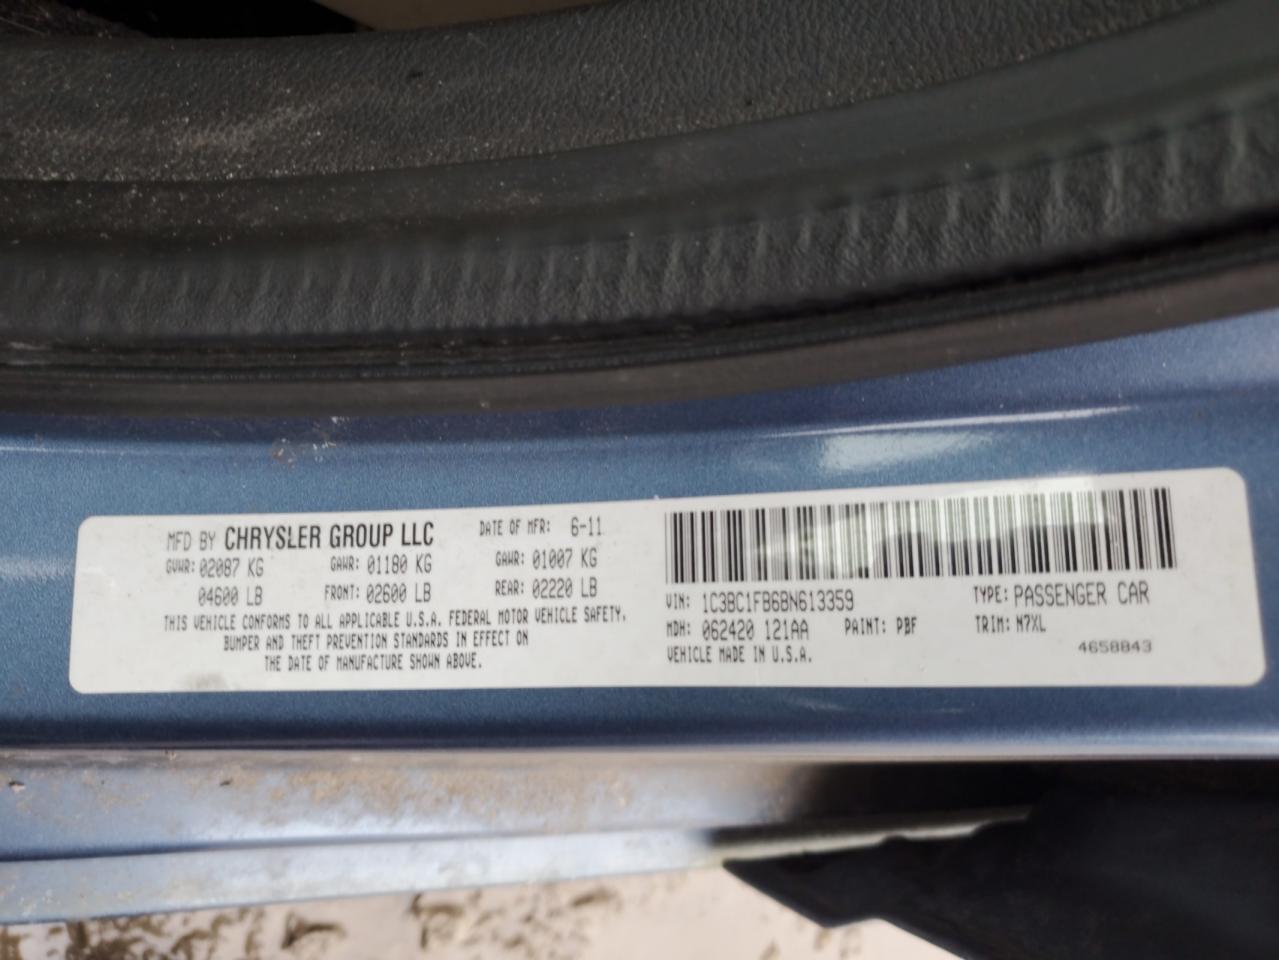 MFD BY CHRYSLER GROUP LLC DATE OF MFR: 6-11
GVWR: 02087 KG GAWR: 01180 KG GAWR: 01007 KG
04600 LB FRONT: 02600 LB REAR: 02220 LB
THIS VEHICLE CONFORMS TO ALL APPLICABLE U.S.A. FEDERAL MOTOR VEHICLE SAFETY,
BUMPER AND THEFT PREVENTION STANDARDS IN EFFECT ON
THE DATE OF MANUFACTURE SHOWN ABOVE.
VIN: 1C3BC1FB6BN613359 TYPE: PASSENGER CAR
MDH: 062420 121AA PAINT: PBF TRIM: N7XL
VEHICLE MADE IN U.S.A. 4658843